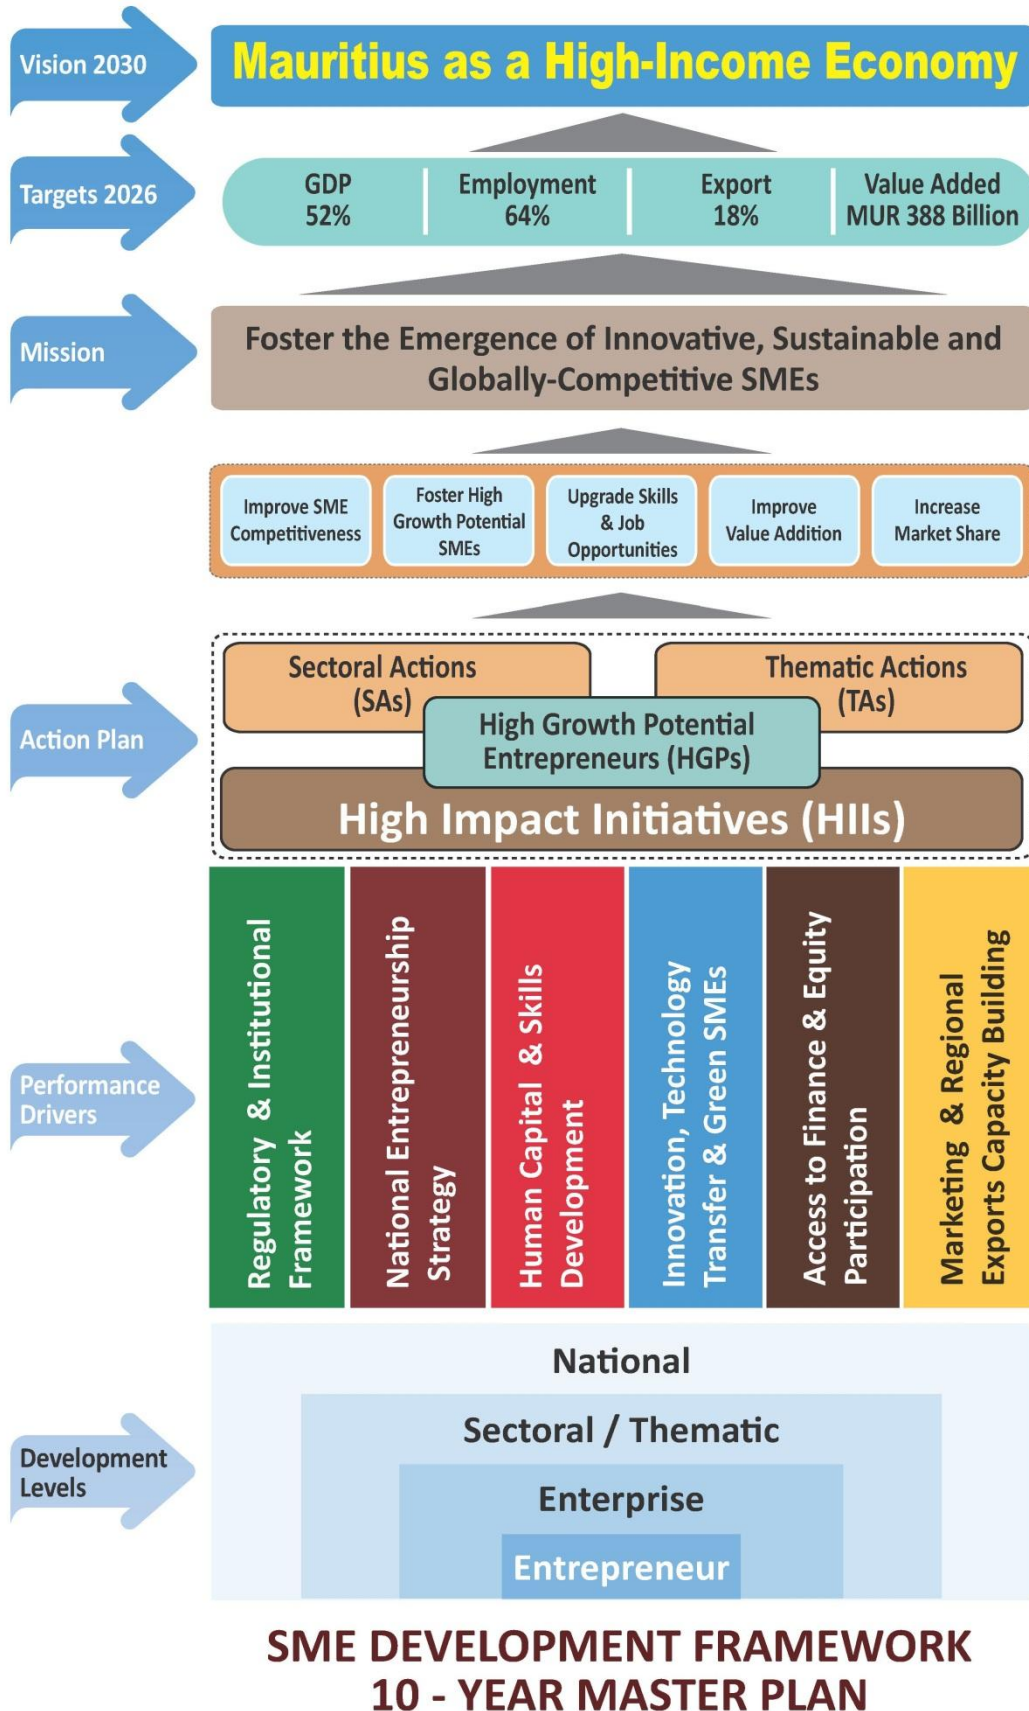 Vision 2030
Mauritius as a High-Income Economy
Targets 2026
GDP
52%
Employment
64%
Export
18%
Value Added
MUR 388 Billion
Mission
Foster the Emergence of Innovative, Sustainable and
Globally-Competitive SMEs
Improve SME
Competitiveness
Foster High
Growth Potential
SMEs
Upgrade Skills
& Job
Opportunities
Improve
Value Addition
Increase
Market Share
Action Plan
Sectoral Actions
(SAs)
Thematic Actions
(TAs)
High Growth Potential
Entrepreneurs (HGPs)
High Impact Initiatives (HIIs)
Performance
Drivers
Regulatory & Institutional
Framework
National Entrepreneurship
Strategy
Human Capital & Skills
Development
Innovation, Technology
Transfer & Green SMEs
Access to Finance & Equity
Participation
Marketing & Regional
Exports Capacity Building
Development
Levels
National
Sectoral / Thematic
Enterprise
Entrepreneur
SME DEVELOPMENT FRAMEWORK
10 - YEAR MASTER PLAN